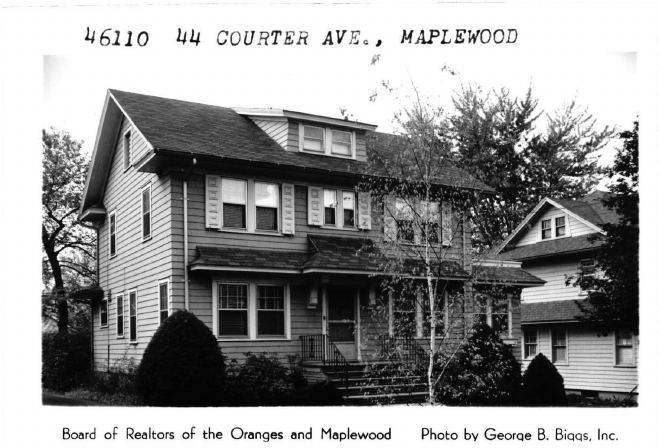 46110 44 COURTER AVE., MAPLEWOOD
Board of Realtors of the Oranges and Maplewood Photo by George B. Biggs, Inc.